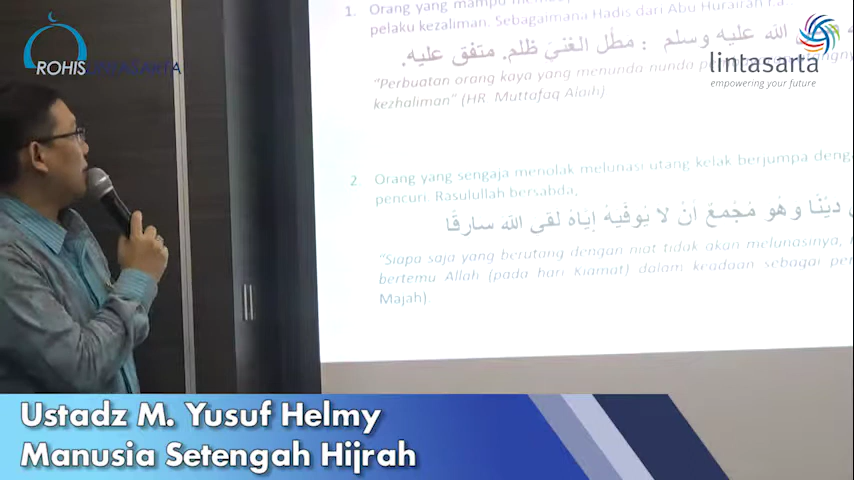 1. Orang yang mampu
pelaku kezaliman. Sebagaimana Hadis dari Abu Hurairah r.a.
الله عليه وسلم : مطل الغني ظلم. متفق عليه.
"Perbuatan orang kaya yang menunda nunda
kezhaliman" (HR Muttafaq Alaih)
2. Orang yang sengaja menolak melunasi utang kelak berjumpa
pencuri. Rasulullah bersabda,
دينا وهو مجمع أن لا يوفيه إياه لقي الله سارقا
"Siapa saja yang berutang dengan niat tidak akan melunasinya,
bertemu Allah (pada hari Kiamat) dalam keadaan sebagai
Majah)
ROHIS LINTASARTA
lintasarta
empowering your future
Ustadz M. Yusuf Helmy
Manusia Setengah Hijrah